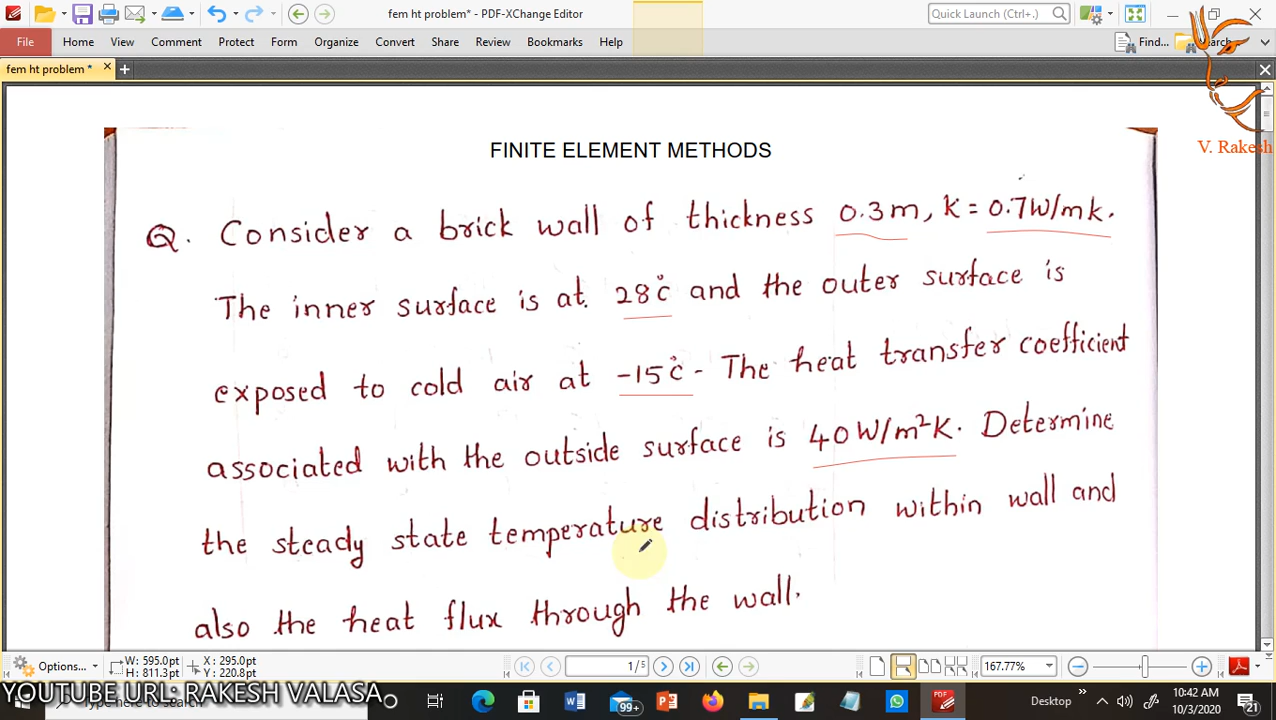 fem ht problem* - PDF-XChange Editor
Quick Launch (Ctrl+.)
File Home View Comment Protect Form Organize Convert Share Review Bookmarks Help
Find...
fem ht problem *
V. Rakesh
FINITE ELEMENT METHODS
Q. Consider a brick wall of thickness 0.3m, K = 0.7W/mk.
The inner surface is at 28°C and the outer surface is
exposed to cold air at -15°C - The heat transfer coefficient
associated with the outside surface is 40W/m²K. Determine
the steady state temperature distribution within wall and
also the heat flux through the wall.
Options...
W: 595.0pt
H: 811.3pt
X: 295.0pt
Y: 220.8pt
1/5
167.77%
YOUTUBE URL: RAKESH VALASA
99+
Desktop
10:42 AM
10/3/2020
21